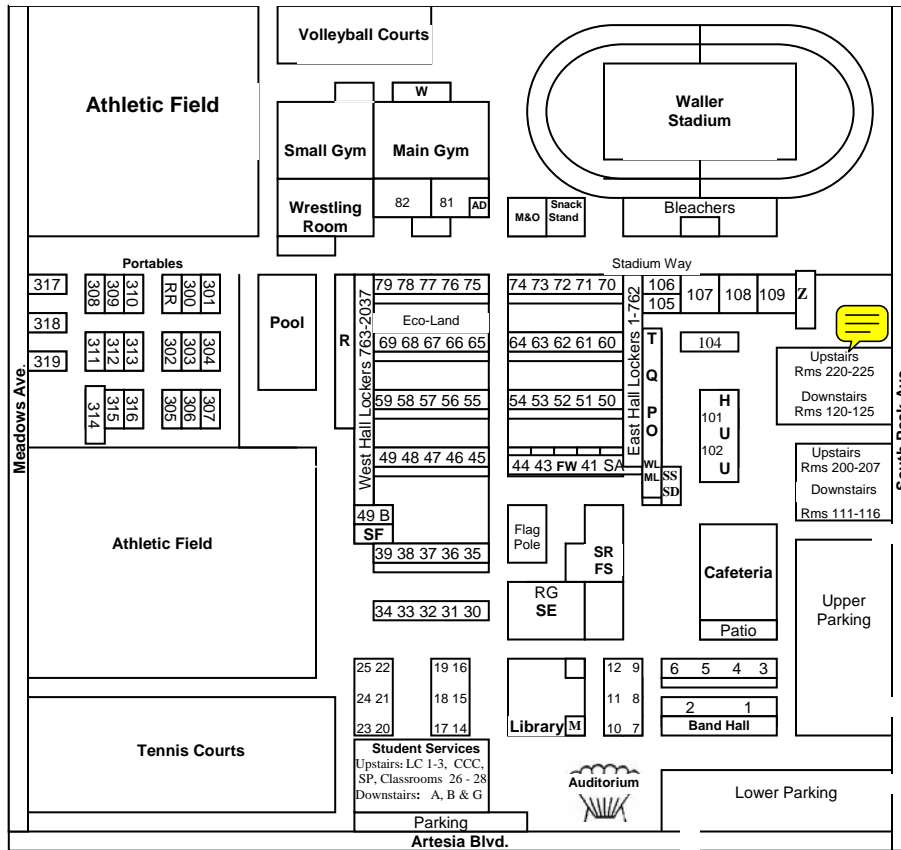 Volleyball Courts
Athletic Field
W
Waller
Stadium
Small Gym
Main Gym
Wrestling
Room
82
81
AD
M&O
Snack
Stand
Bleachers
Portables
Stadium Way
317
308
309
310
RR
300
301
318
311
312
313
302
303
304
319
314
315
316
305
306
307
Pool
R
West Hall Lockers 763-2037
79 78 77 76 75
Eco-Land
69 68 67 66 65
59 58 57 56 55
49 48 47 46 45
49 B
SF
39 38 37 36 35
34 33 32 31 30
74 73 72 71 70
64 63 62 61 60
54 53 52 51 50
44 43 FW 41 SA
East Hall Lockers 1-762
106
105
107
108
109
Z
T
Q
P
O
WL
ML
SS
SD
104
H
101
U
102
U
Upstairs
Rms 220-225
Downstairs
Rms 120-125
Upstairs
Rms 200-207
Downstairs
Rms 111-116
Meadows Ave.
Athletic Field
Flag
Pole
SR
FS
RG
SE
Cafeteria
Patio
Upper
Parking
25 22
24 21
23 20
19 16
18 15
17 14
Library
M
12 9
11 8
10 7
6 5 4 3
2 1
Band Hall
Tennis Courts
Student Services
Upstairs: LC 1-3, CCC,
SP, Classrooms 26 - 28
Downstairs: A, B & G
Parking
Auditorium
Lower Parking
Artesia Blvd.